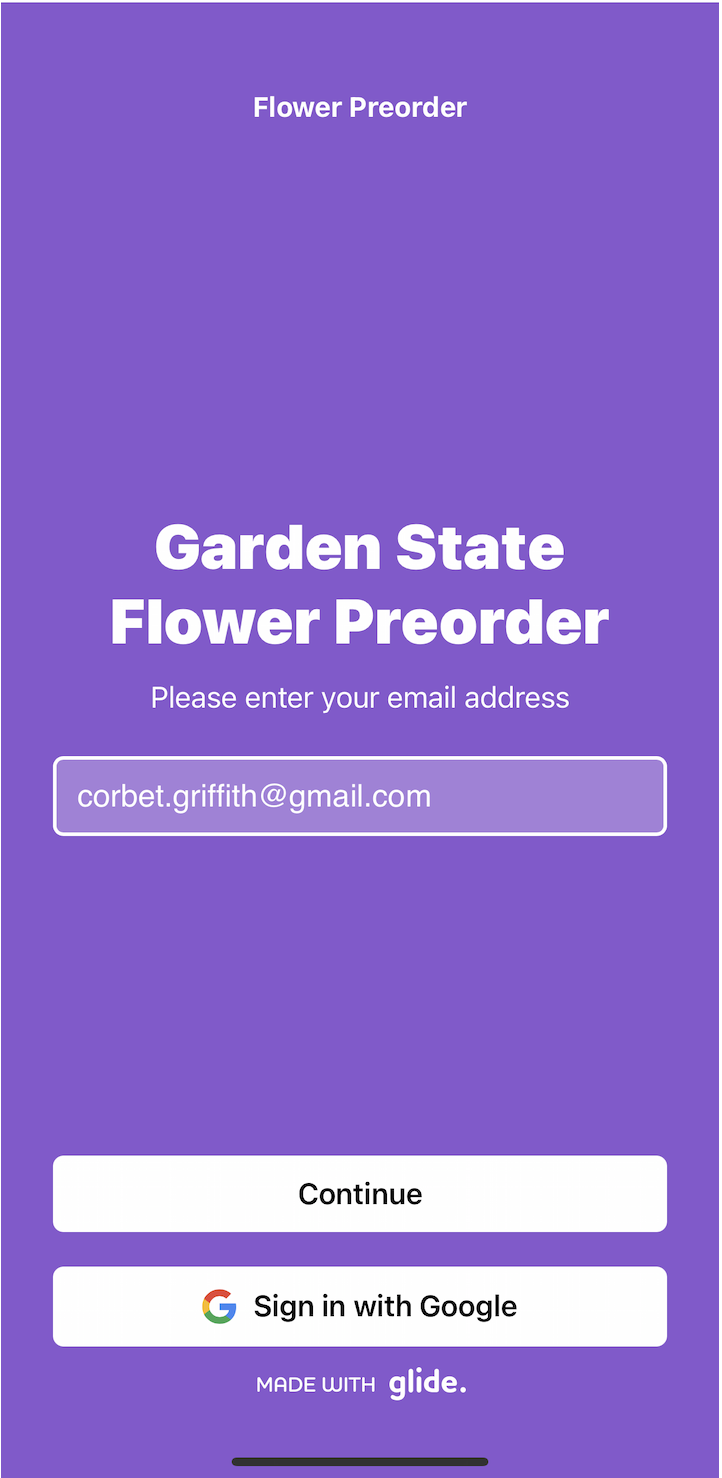 Flower Preorder
Garden State
Flower Preorder
Please enter your email address
corbet.griffith@gmail.com
Continue
Sign in with Google
MADE WITH glide.